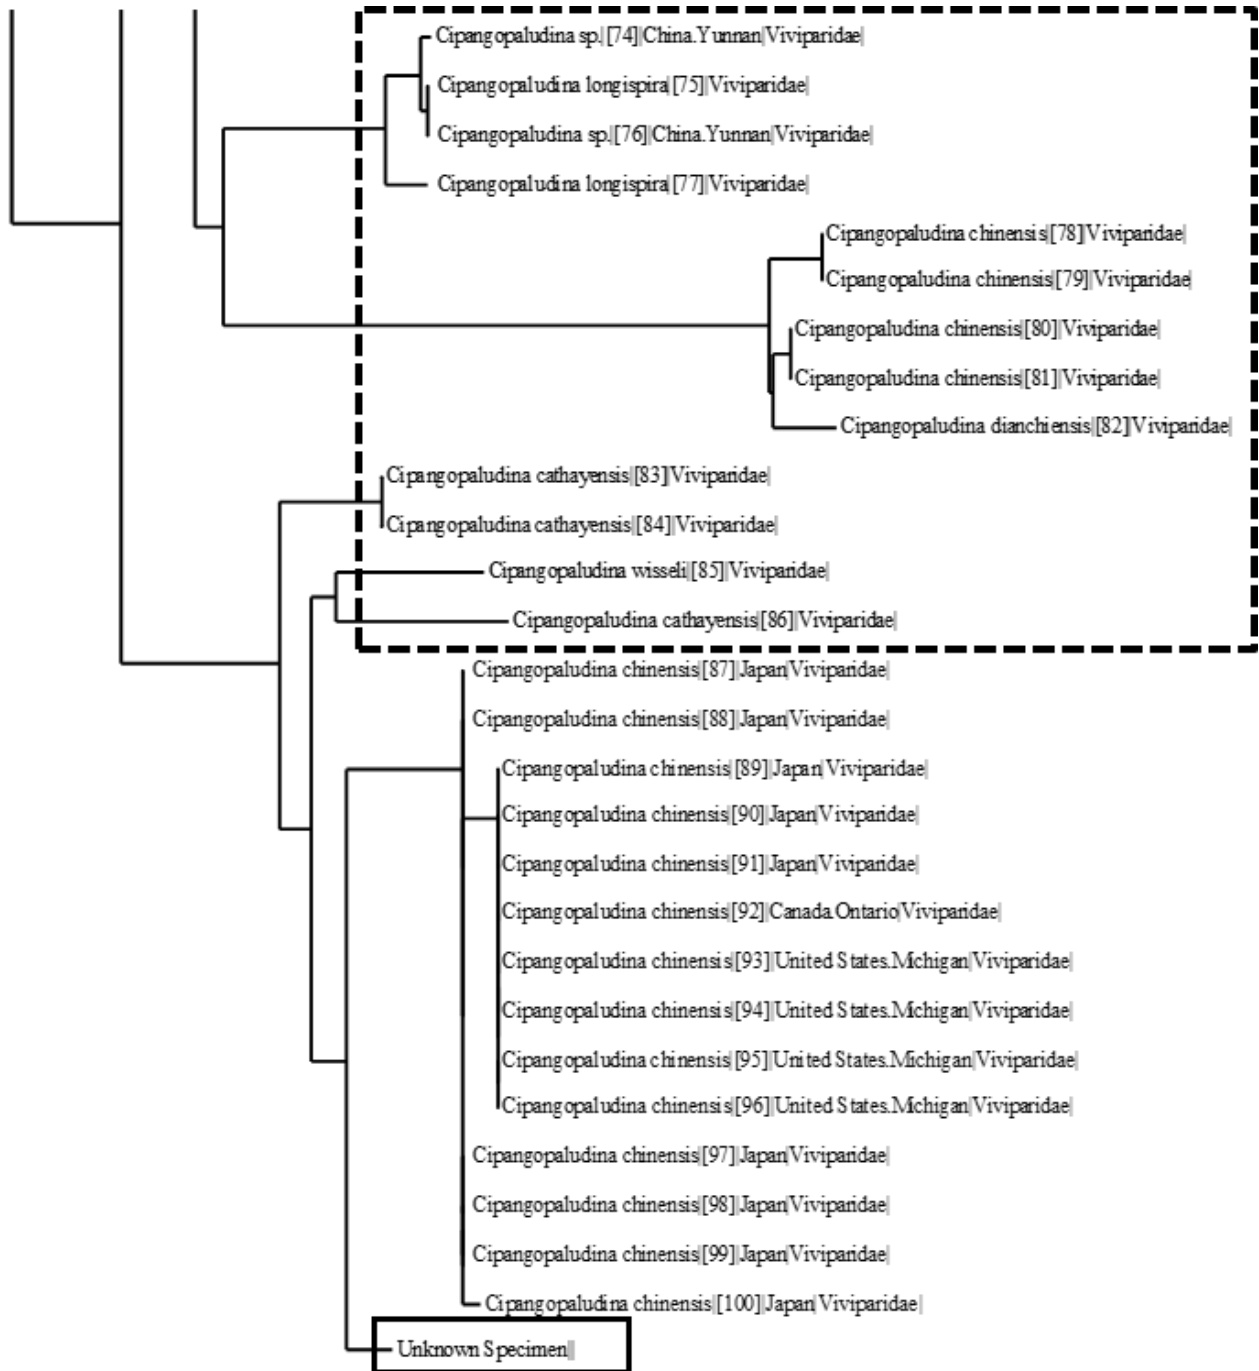 Cipangopaludina sp.|[74]|China.Yunnan|Viviparidae|
Cipangopaludina longispira|[75]|Viviparidae|
Cipangopaludina sp.|[76]|China.Yunnan|Viviparidae|
Cipangopaludina longispira|[77]|Viviparidae|
Cipangopaludina chinensis|[78]|Viviparidae|
Cipangopaludina chinensis|[79]|Viviparidae|
Cipangopaludina chinensis|[80]|Viviparidae|
Cipangopaludina chinensis|[81]|Viviparidae|
Cipangopaludina dianchiensis|[82]|Viviparidae|
Cipangopaludina cathayensis|[83]|Viviparidae|
Cipangopaludina cathayensis|[84]|Viviparidae|
Cipangopaludina wisseli|[85]|Viviparidae|
Cipangopaludina cathayensis|[86]|Viviparidae|
Cipangopaludina chinensis|[87]|Japan|Viviparidae|
Cipangopaludina chinensis|[88]|Japan|Viviparidae|
Cipangopaludina chinensis|[89]|Japan|Viviparidae|
Cipangopaludina chinensis|[90]|Japan|Viviparidae|
Cipangopaludina chinensis|[91]|Japan|Viviparidae|
Cipangopaludina chinensis|[92]|Canada.Ontario|Viviparidae|
Cipangopaludina chinensis|[93]|United States.Michigan|Viviparidae|
Cipangopaludina chinensis|[94]|United States.Michigan|Viviparidae|
Cipangopaludina chinensis|[95]|United States.Michigan|Viviparidae|
Cipangopaludina chinensis|[96]|United States.Michigan|Viviparidae|
Cipangopaludina chinensis|[97]|Japan|Viviparidae|
Cipangopaludina chinensis|[98]|Japan|Viviparidae|
Cipangopaludina chinensis|[99]|Japan|Viviparidae|
Cipangopaludina chinensis|[100]|Japan|Viviparidae|
Unknown Specimen||